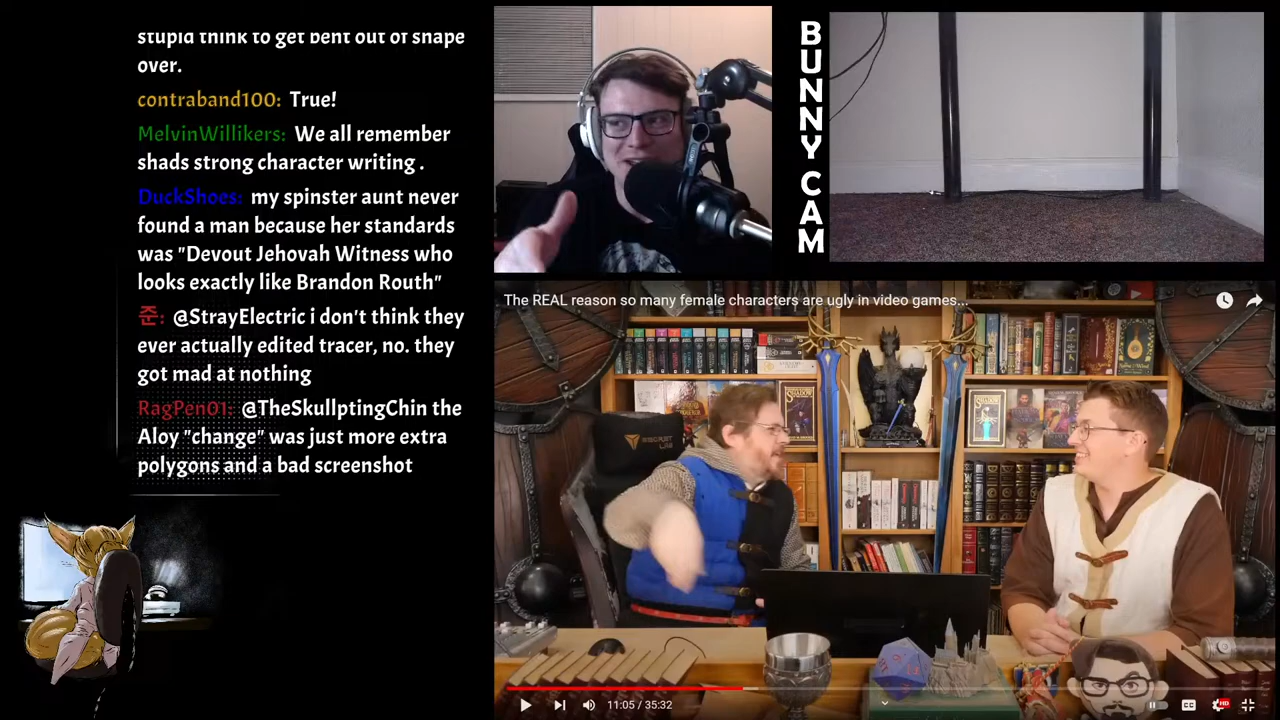 stupid think to get bent out of shape
over.
contraband100: True!
MelvinWillikers: We all remember
shads strong character writing .
DuckShoes: my spinster aunt never
found a man because her standards
was "Devout Jehovah Witness who
looks exactly like Brandon Routh"
준: @StrayElectric i don't think they
ever actually edited tracer, no. they
got mad at nothing
RagPen01: @TheSkullptingChin the
Aloy "change" was just more extra
polygons and a bad screenshot
BUNNY CAM
The REAL reason so many female characters are ugly in video games...
11:05 / 35:32
CC
HD